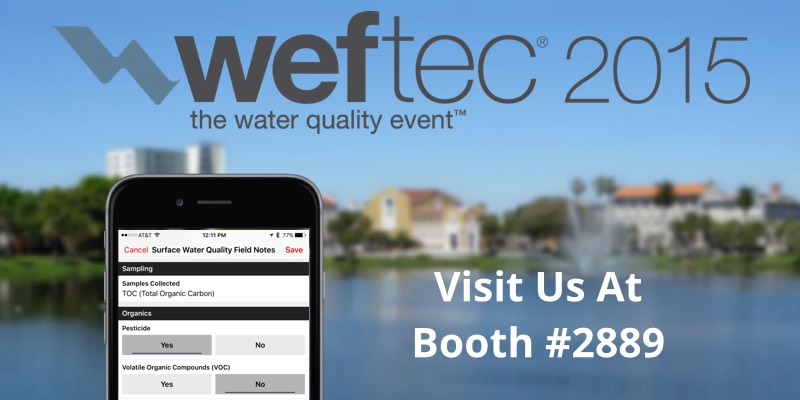 weftec® 2015
the water quality event™
AT&T 12:11 PM 77%
Cancel Surface Water Quality Field Notes Save
Sampling
Samples Collected
TOC (Total Organic Carbon)
Organics
Pesticide
Yes No
Volatile Organic Compounds (VOC)
Yes No
Visit Us At
Booth #2889